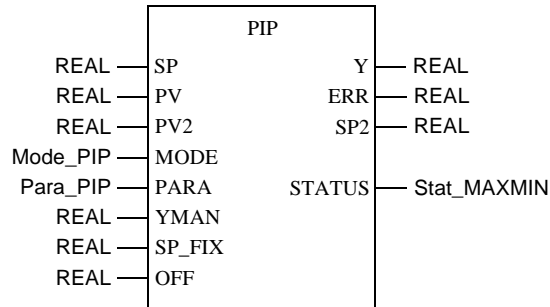 PIP
REAL SP Y REAL
REAL PV ERR REAL
REAL PV2 SP2 REAL
Mode_PIP MODE
Para_PIP PARA STATUS Stat_MAXMIN
REAL YMAN
REAL SP_FIX
REAL OFF